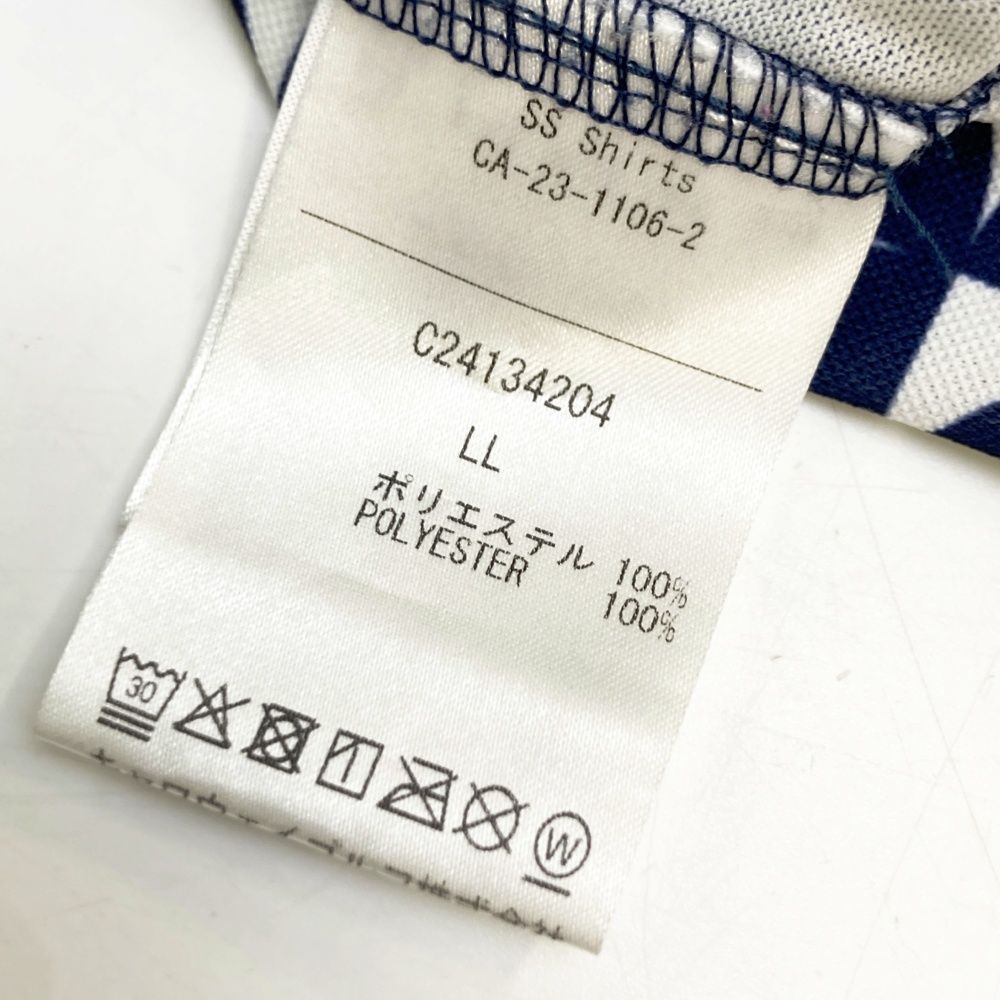 SS Shirts
CA-23-1106-2
C24134204
LL
ポリエステル 100%
POLYESTER 100%
30
W